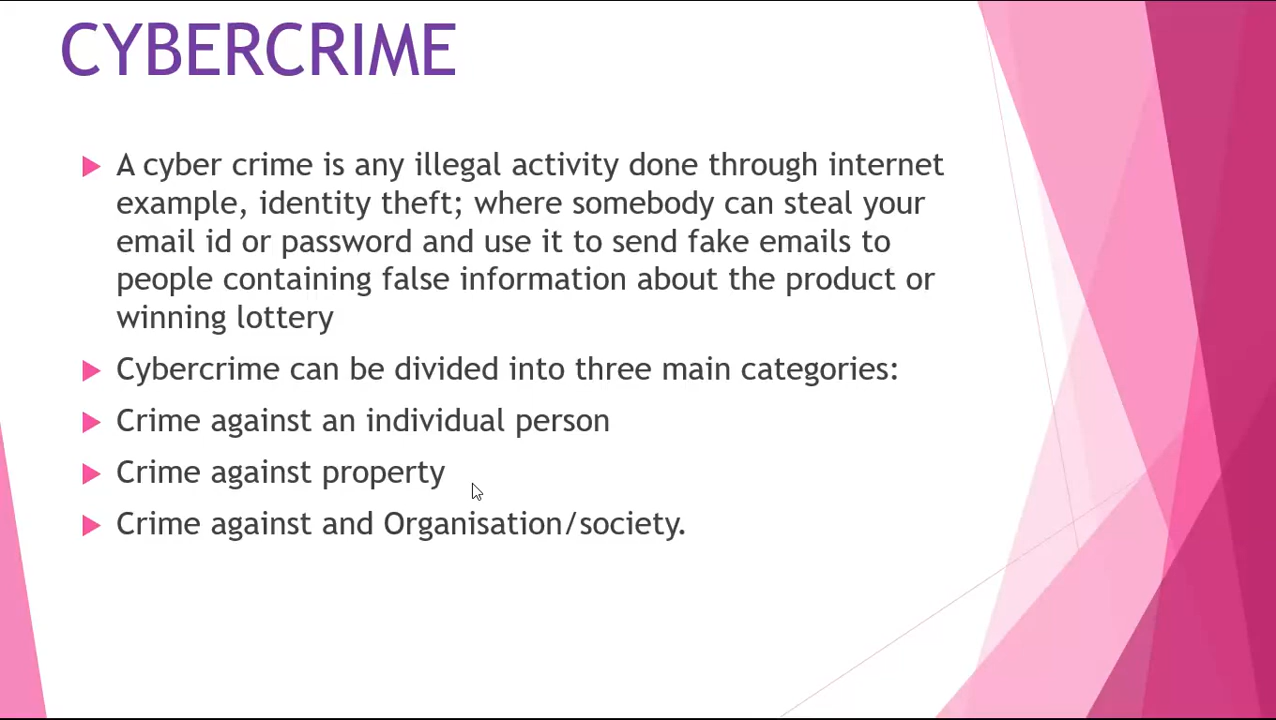 CYBERCRIME
A cyber crime is any illegal activity done through internet
example, identity theft; where somebody can steal your
email id or password and use it to send fake emails to
people containing false information about the product or
winning lottery
Cybercrime can be divided into three main categories:
Crime against an individual person
Crime against property
Crime against and Organisation/society.